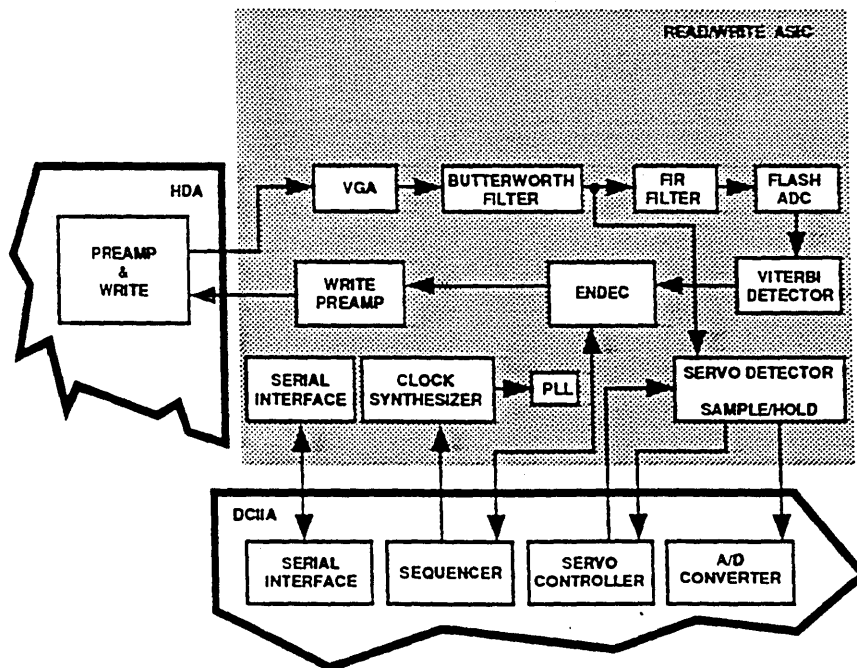 READ/WRITE ASIC
HDA
VGA
BUTTERWORTH
FILTER
FIR
FILTER
FLASH
ADC
PREAMP
&
WRITE
WRITE
PREAMP
ENDEC
VITERBI
DETECTOR
SERIAL
INTERFACE
CLOCK
SYNTHESIZER
PLL
SERVO DETECTOR
SAMPLE/HOLD
DCIIA
SERIAL
INTERFACE
SEQUENCER
SERVO
CONTROLLER
A/D
CONVERTER